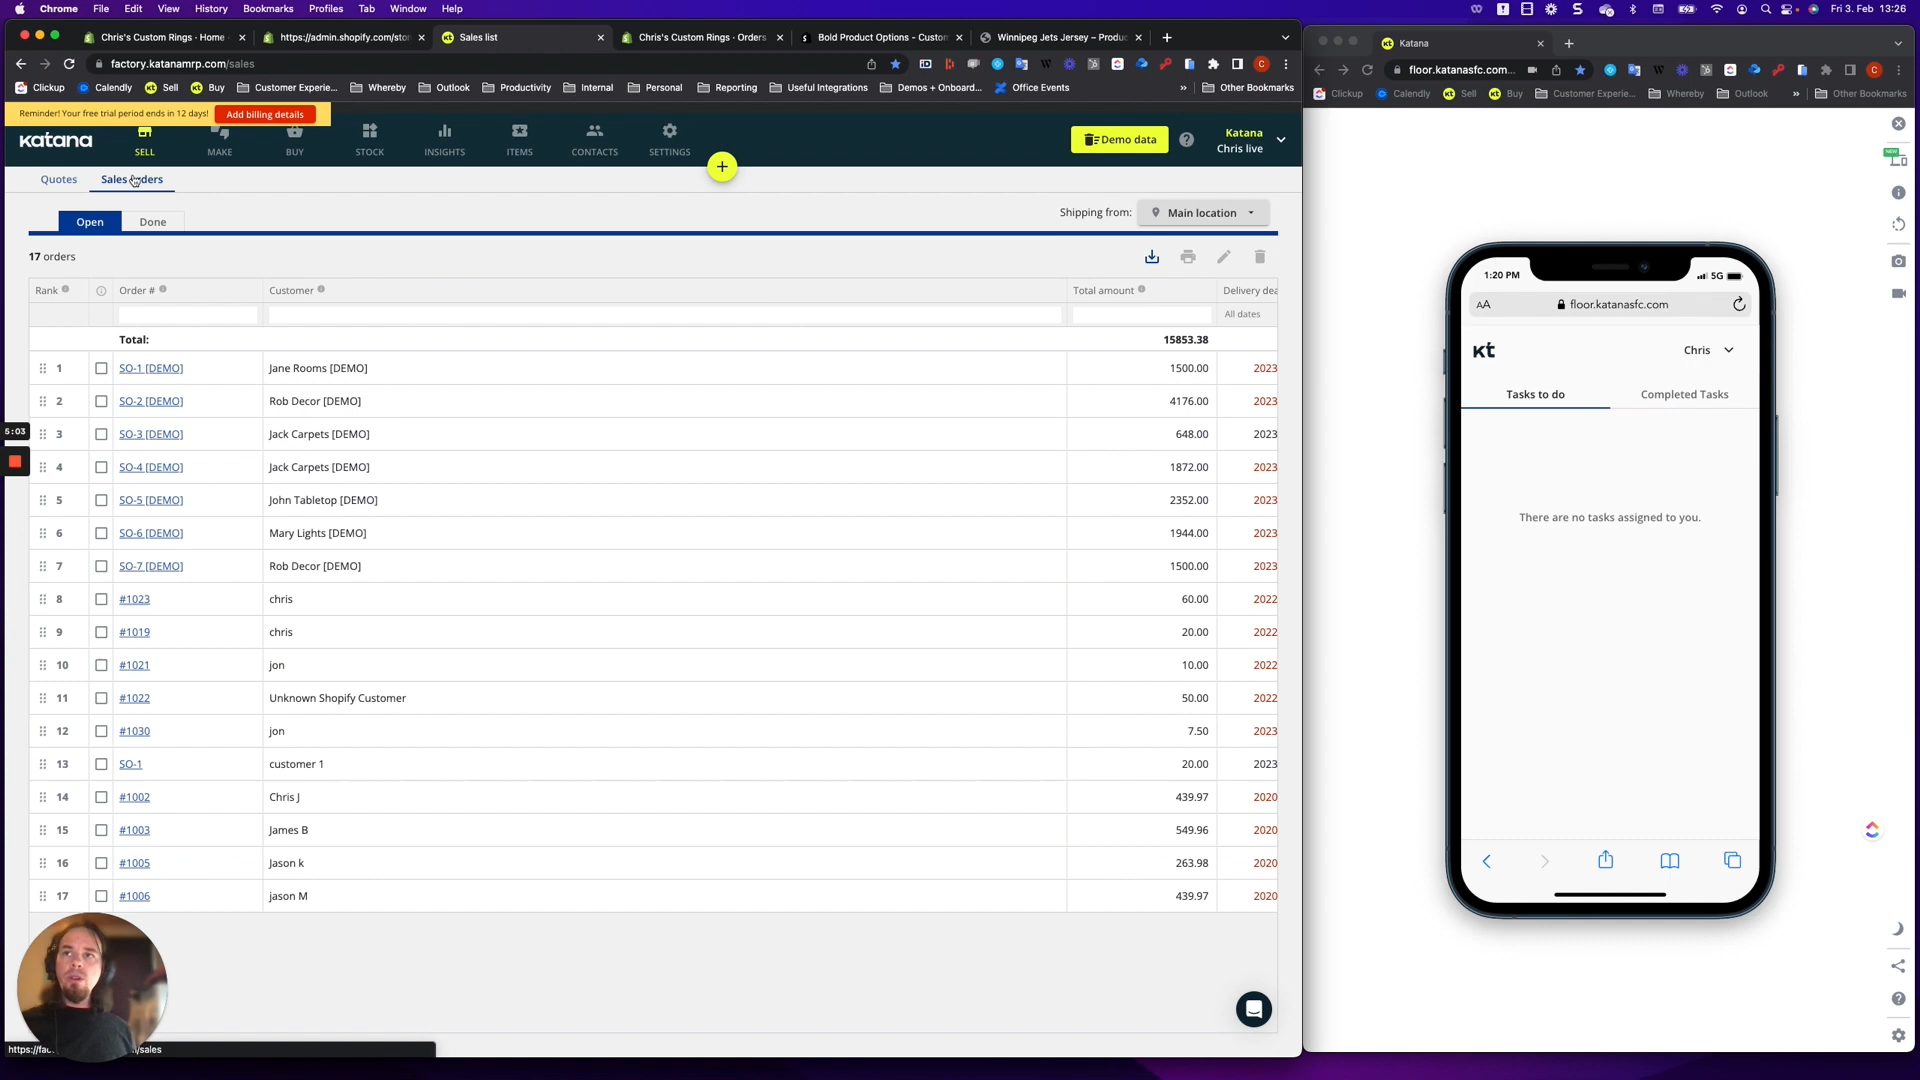 Chrome File Edit View History Bookmarks Profiles Tab Window Help
Fri 3. Feb 13:26
Chris's Custom Rings · Home ·
https://admin.shopify.com/stor
Sales list
Chris's Custom Rings · Orders ·
Bold Product Options - Custom
Winnipeg Jets Jersey – Produc
factory.katanamrp.com/sales
Clickup Calendly Sell Buy Customer Experie... Whereby Outlook Productivity Internal Personal Reporting Useful Integrations Demos + Onboard... Office Events » Other Bookmarks
Reminder! Your free trial period ends in 12 days! Add billing details
katana
SELL MAKE BUY STOCK INSIGHTS ITEMS CONTACTS SETTINGS
Demo data
Katana
Chris live
Quotes Sales orders
Open Done
Shipping from: Main location
17 orders
Rank Order # Customer Total amount Delivery dea
All dates
Total: 15853.38
1 SO-1 [DEMO] Jane Rooms [DEMO] 1500.00 2023
2 SO-2 [DEMO] Rob Decor [DEMO] 4176.00 2023
3 SO-3 [DEMO] Jack Carpets [DEMO] 648.00 2023
4 SO-4 [DEMO] Jack Carpets [DEMO] 1872.00 2023
5 SO-5 [DEMO] John Tabletop [DEMO] 2352.00 2023
6 SO-6 [DEMO] Mary Lights [DEMO] 1944.00 2023
7 SO-7 [DEMO] Rob Decor [DEMO] 1500.00 2023
8 #1023 chris 60.00 2022
9 #1019 chris 20.00 2022
10 #1021 jon 10.00 2022
11 #1022 Unknown Shopify Customer 50.00 2022
12 #1030 jon 7.50 2023
13 SO-1 customer 1 20.00 2023
14 #1002 Chris J 439.97 2020
15 #1003 James B 549.96 2020
16 #1005 Jason k 263.98 2020
17 #1006 jason M 439.97 2020
5:03
https://fac
/sales
Katana
floor.katanasfc.com...
Clickup Calendly Sell Buy Customer Experie... Whereby Outlook » Other Bookmarks
NEW
1:20 PM 5G
AA floor.katanasfc.com
KT
Chris
Tasks to do Completed Tasks
There are no tasks assigned to you.